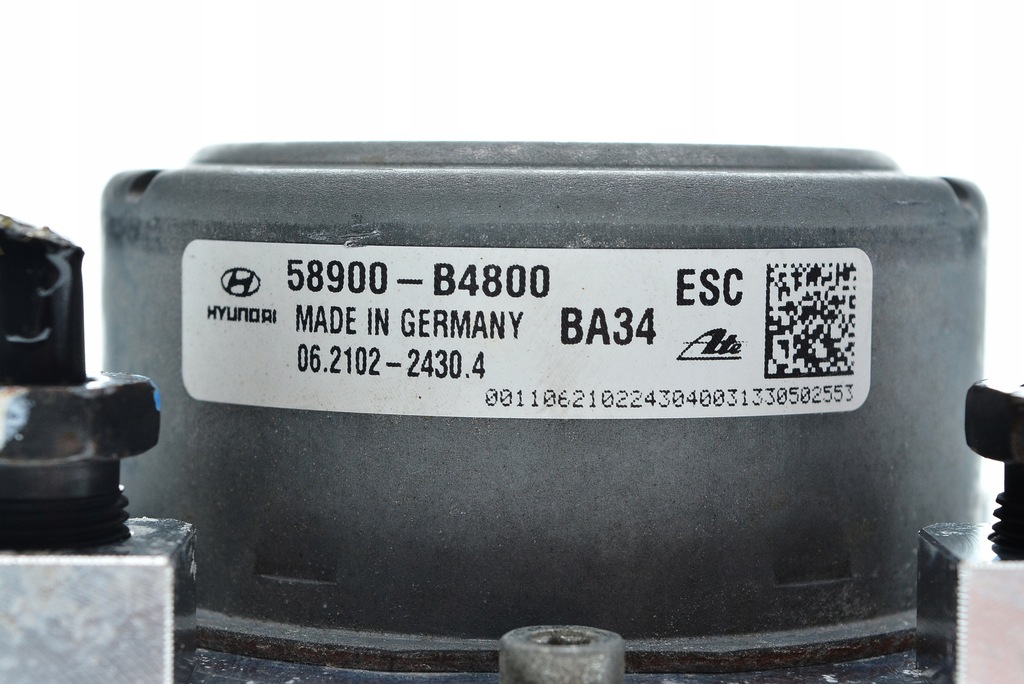 58900-B4800
HYUNDAI
MADE IN GERMANY
06.2102-2430.4
BA34
ESC
Ate
0011062102243040031330502553